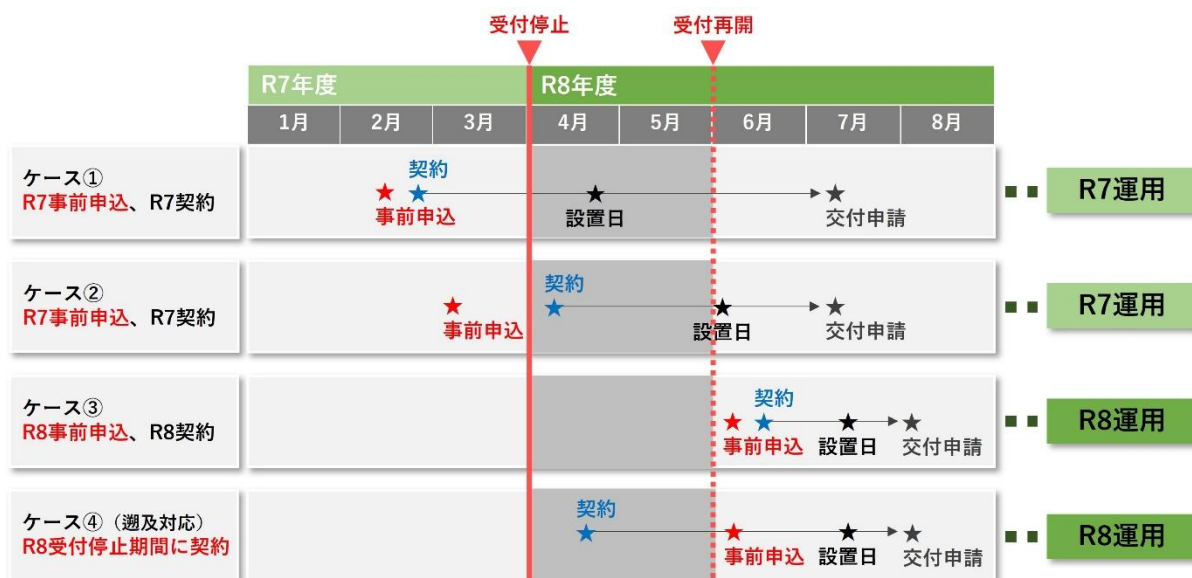 受付停止
受付再開
R7年度
R8年度
1月
2月
3月
4月
5月
6月
7月
8月
ケース①
R7事前申込、R7契約
契約
事前申込
設置日
交付申請
R7運用
ケース②
R7事前申込、R7契約
契約
事前申込
設置日
交付申請
R7運用
ケース③
R8事前申込、R8契約
契約
事前申込
設置日
交付申請
R8運用
ケース④（遡及対応）
R8受付停止期間に契約
契約
事前申込
設置日
交付申請
R8運用